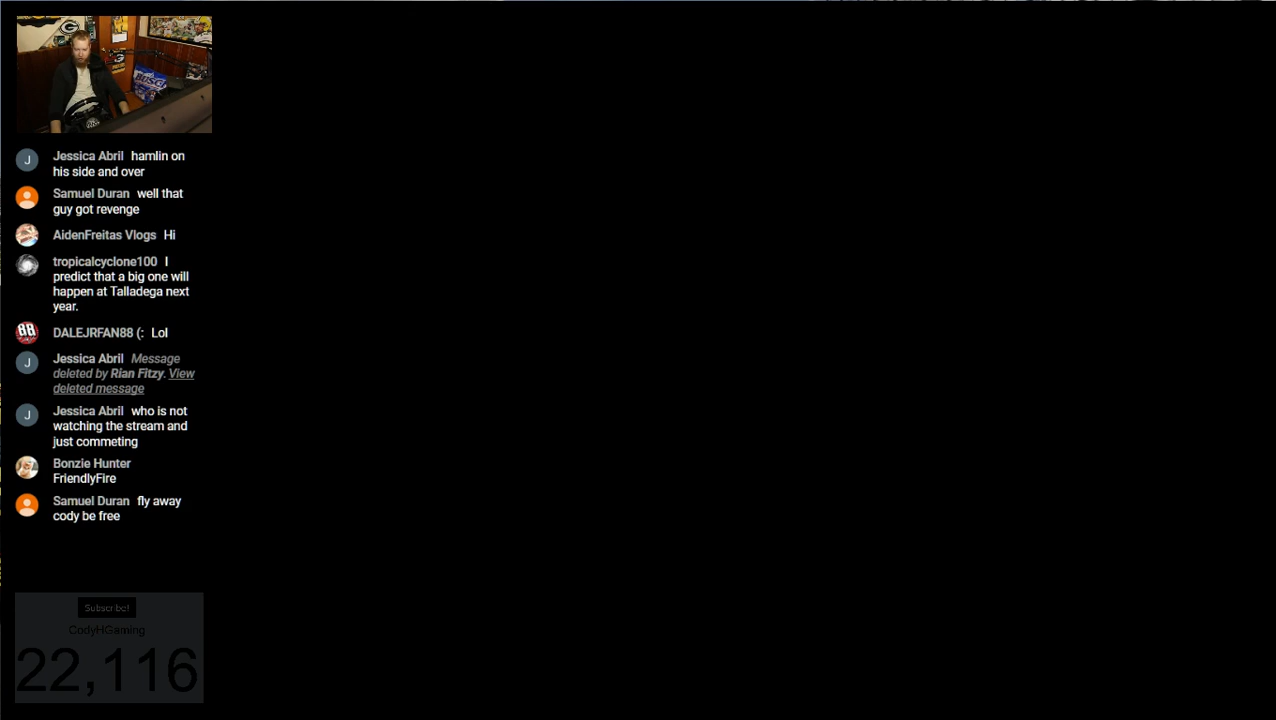 BUSCH
J Jessica Abril hamlin on
his side and over
Samuel Duran well that
guy got revenge
AidenFreitas Vlogs Hi
tropicalcyclone100 I
predict that a big one will
happen at Talladega next
year.
88 DALEJRFAN88 (: Lol
J Jessica Abril Message
deleted by Rian Fitzy. View
deleted message
J Jessica Abril who is not
watching the stream and
just commeting
Bonzie Hunter
FriendlyFire
Samuel Duran fly away
cody be free
Subscribe!
CodyHGaming
22,116